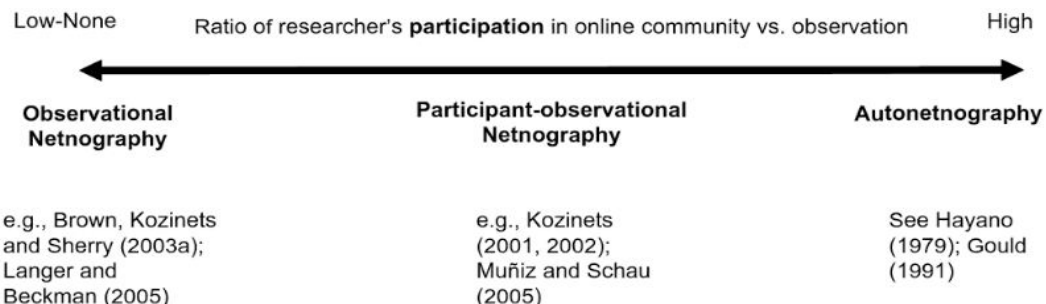 Low-None
Ratio of researcher's participation in online community vs. observation
High
Observational
Netnography
Participant-observational
Netnography
Autonetnography
e.g., Brown, Kozinets
and Sherry (2003a);
Langer and
Beckman (2005)
e.g., Kozinets
(2001, 2002);
Muñiz and Schau
(2005)
See Hayano
(1979); Gould
(1991)